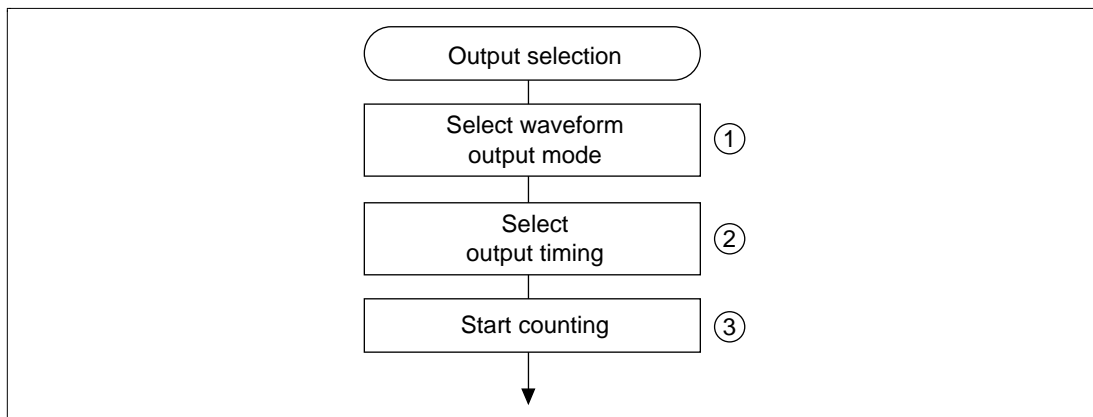 Output selection
Select waveform
output mode
①
Select
output timing
②
Start counting
③